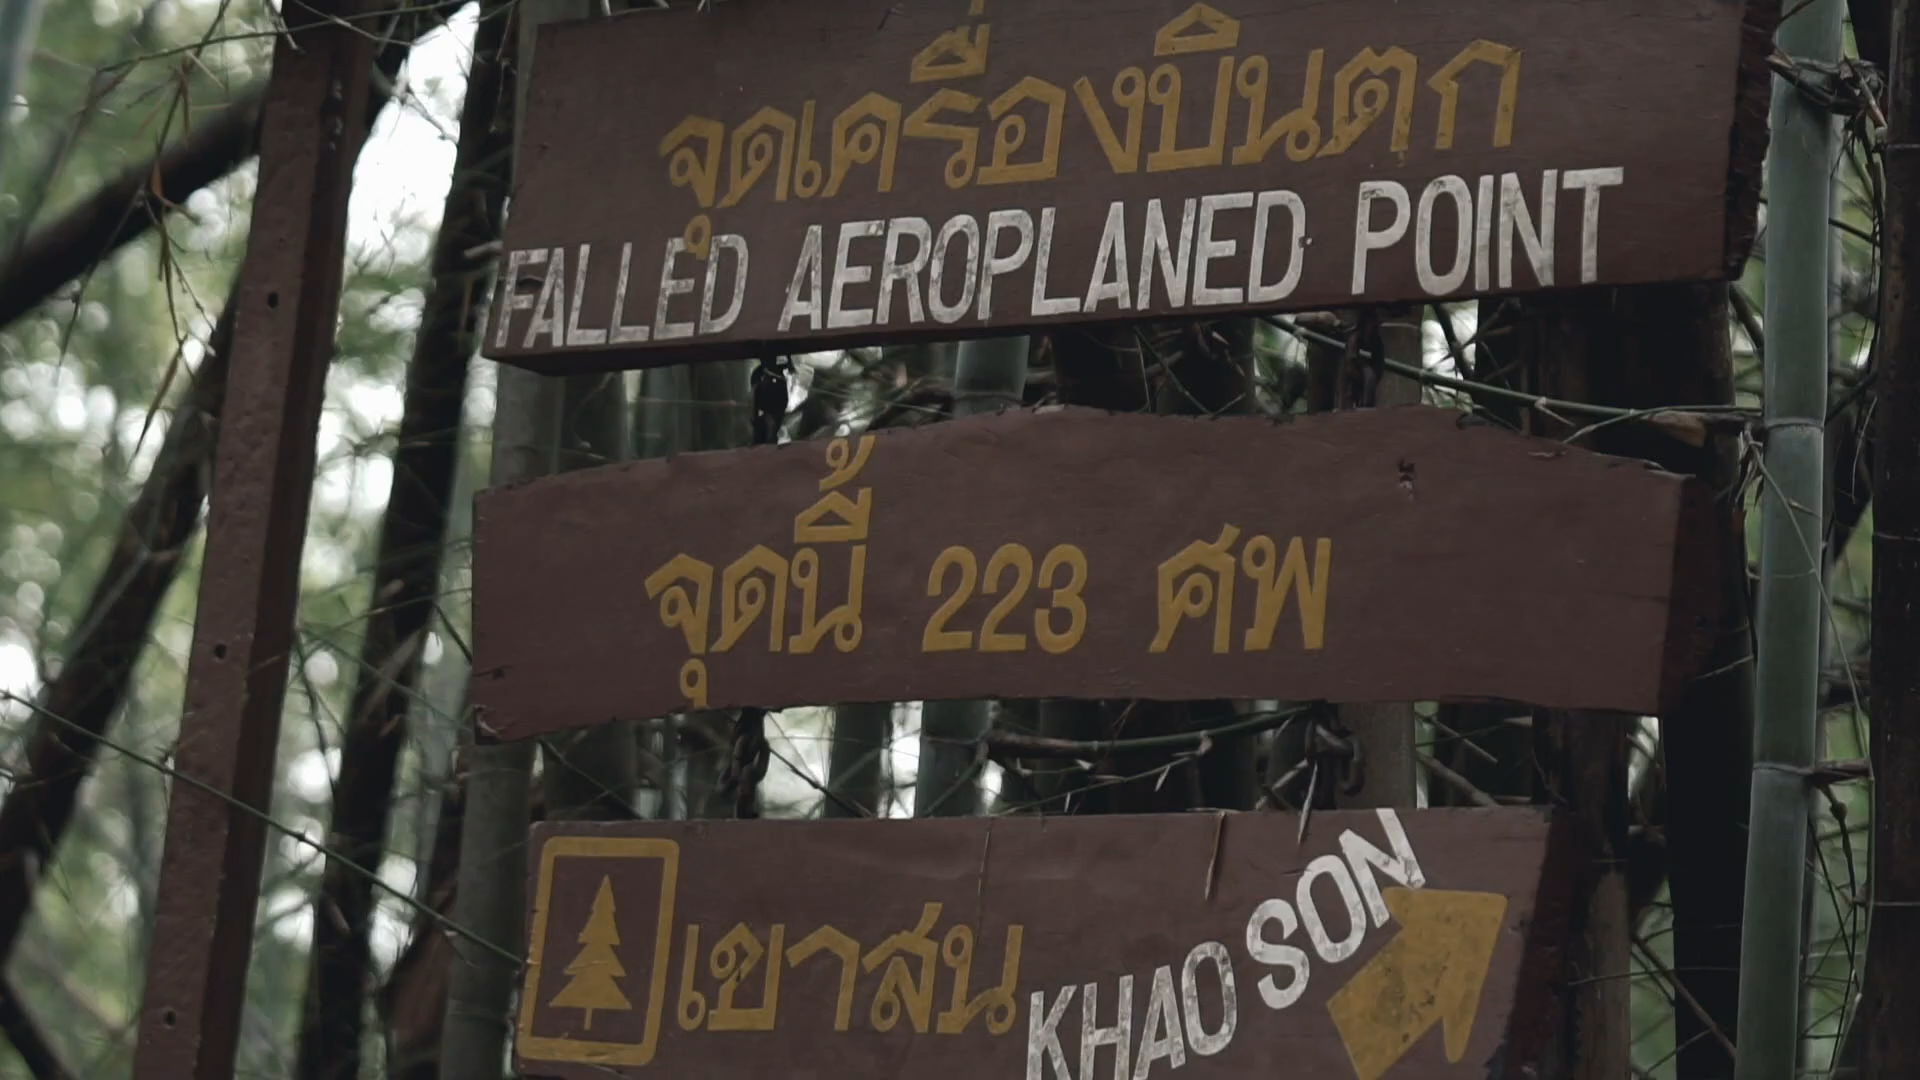 จุดเครื่องบินตก
FALLED AEROPLANED POINT
จุดนี้ 223 ศพ
เขาสน KHAO SON